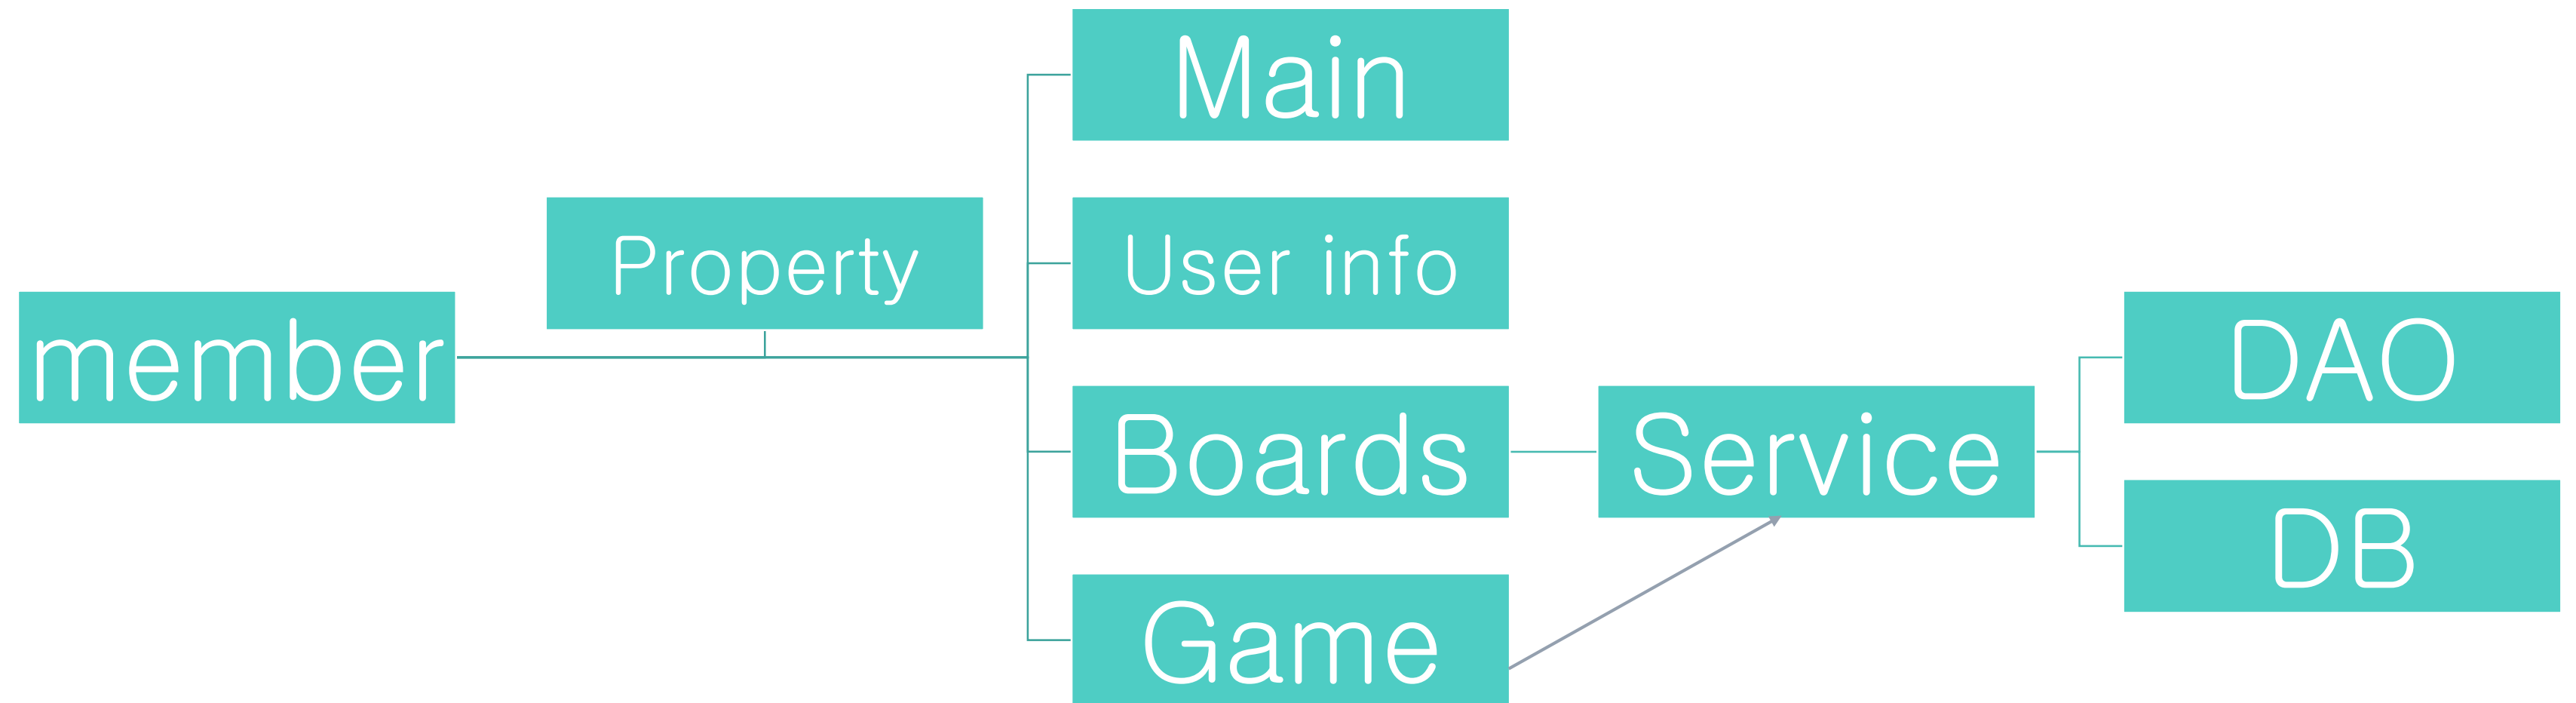 member
Property
Main
User info
Boards
Game
Service
DAO
DB